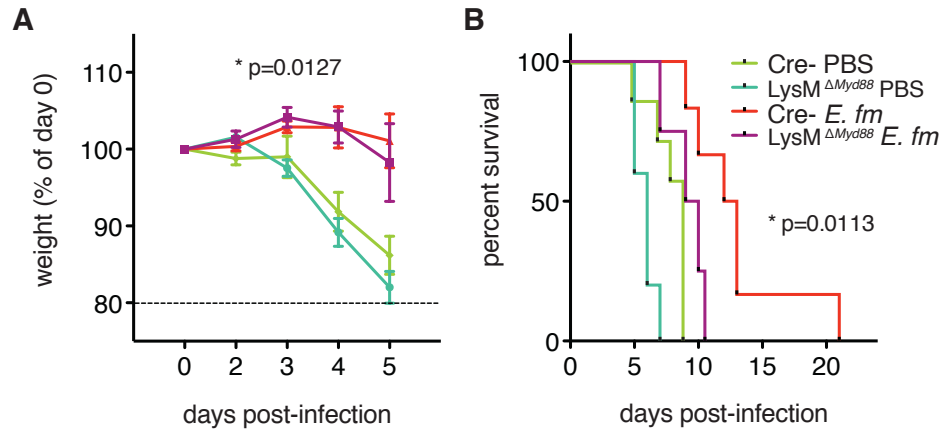 A
* p=0.0127
110
100
90
80
weight (% of day 0)
0 2 3 4 5
days post-infection
B
Cre- PBS
LysM ΔMyd88 PBS
Cre- E. fm
LysM ΔMyd88 E. fm
* p=0.0113
100
50
0
percent survival
0 5 10 15 20
days post-infection